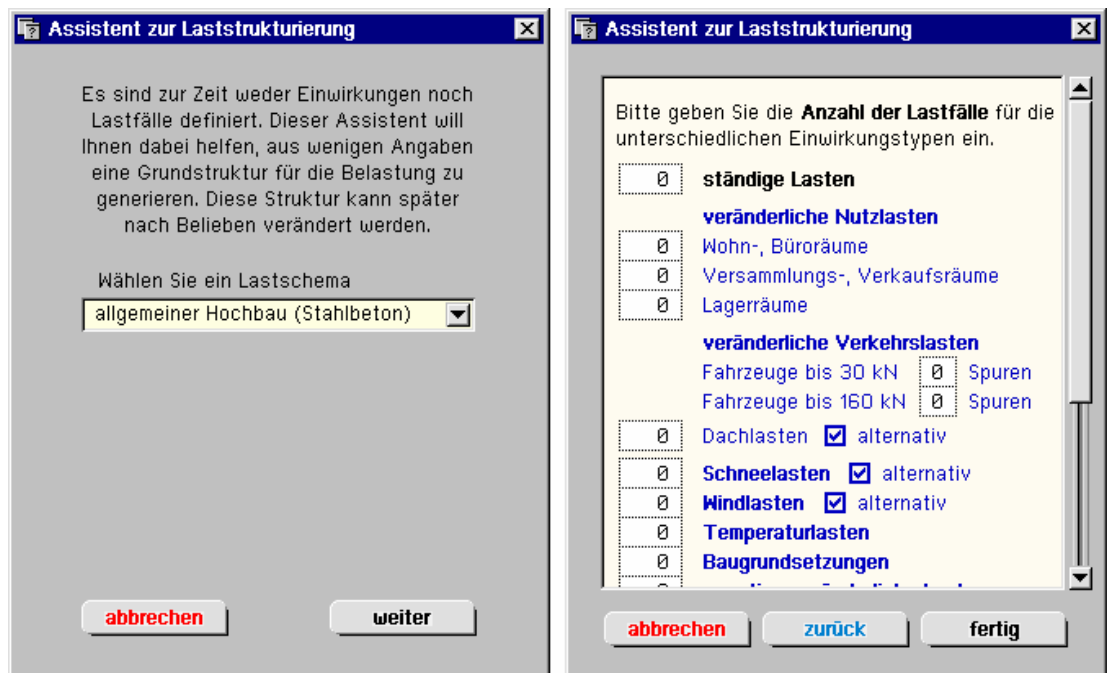 Assistent zur Laststrukturierung
Es sind zur Zeit weder Einwirkungen noch
Lastfälle definiert. Dieser Assistent will
Ihnen dabei helfen, aus wenigen Angaben
eine Grundstruktur für die Belastung zu
generieren. Diese Struktur kann später
nach Belieben verändert werden.
Wählen Sie ein Lastschema
allgemeiner Hochbau (Stahlbeton)
abbrechen weiter
Assistent zur Laststrukturierung
Bitte geben Sie die Anzahl der Lastfälle für die
unterschiedlichen Einwirkungstypen ein.
0 ständige Lasten
veränderliche Nutzlasten
0 Wohn-, Büroräume
0 Versammlungs-, Verkaufsräume
0 Lagerräume
veränderliche Verkehrslasten
Fahrzeuge bis 30 kN 0 Spuren
Fahrzeuge bis 160 kN 0 Spuren
0 Dachlasten alternativ
0 Schneelasten alternativ
0 Windlasten alternativ
0 Temperaturlasten
0 Baugrundsetzungen
abbrechen zurück fertig